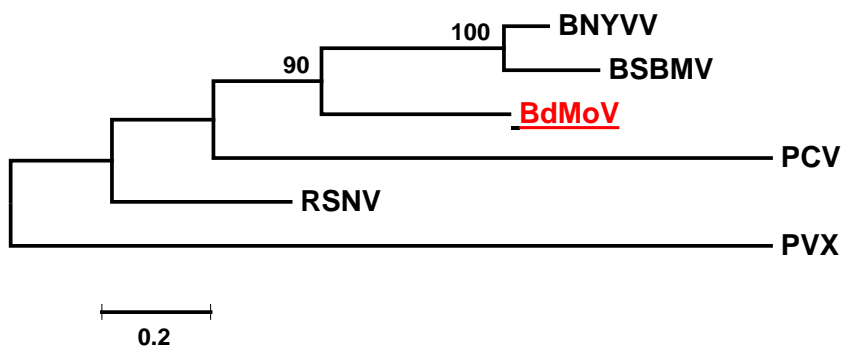 BNYVV
100
BSBMV
90
BdMoV
PCV
RSNV
PVX
0.2